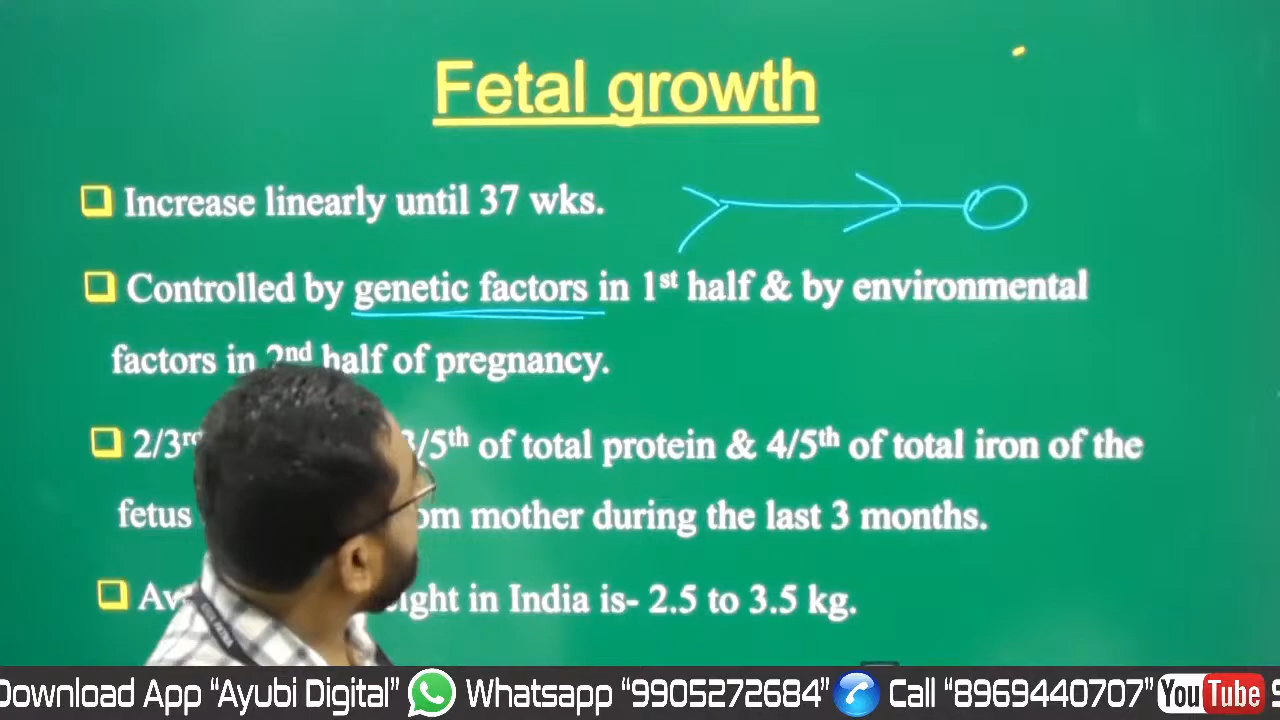 Fetal growth
Increase linearly until 37 wks.
Controlled by genetic factors in 1st half & by environmental
factors in 2nd half of pregnancy.
2/3rd 3/5th of total protein & 4/5th of total iron of the
fetus mother during the last 3 months.
in India is- 2.5 to 3.5 kg.
Download App “Ayubi Digital” Whatsapp “9905272684” Call “8969440707” YouTube